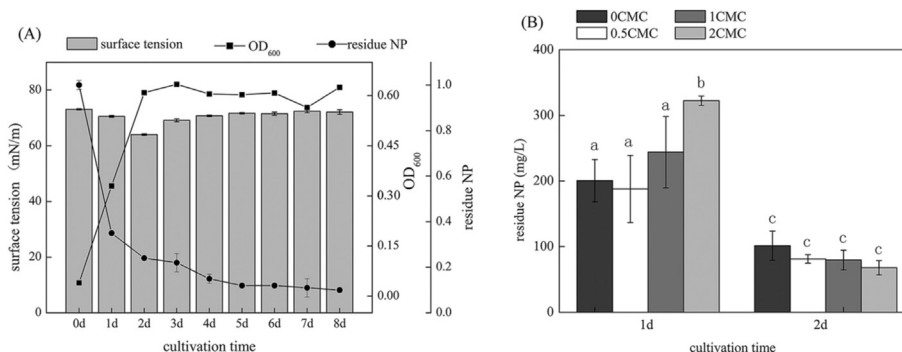 (A)
surface tension
OD600
residue NP
surface tension (mN/m)
80
60
40
20
0
0.60
0.45
0.30
0.15
0.00
OD600
1.0
0.8
0.6
0.4
0.2
0.0
residue NP
0d 1d 2d 3d 4d 5d 6d 7d 8d
cultivation time
(B)
0CMC 1CMC
0.5CMC 2CMC
residue NP (mg/L)
400
300
200
100
0
a a a b
c c c c
1d 2d
cultivation time